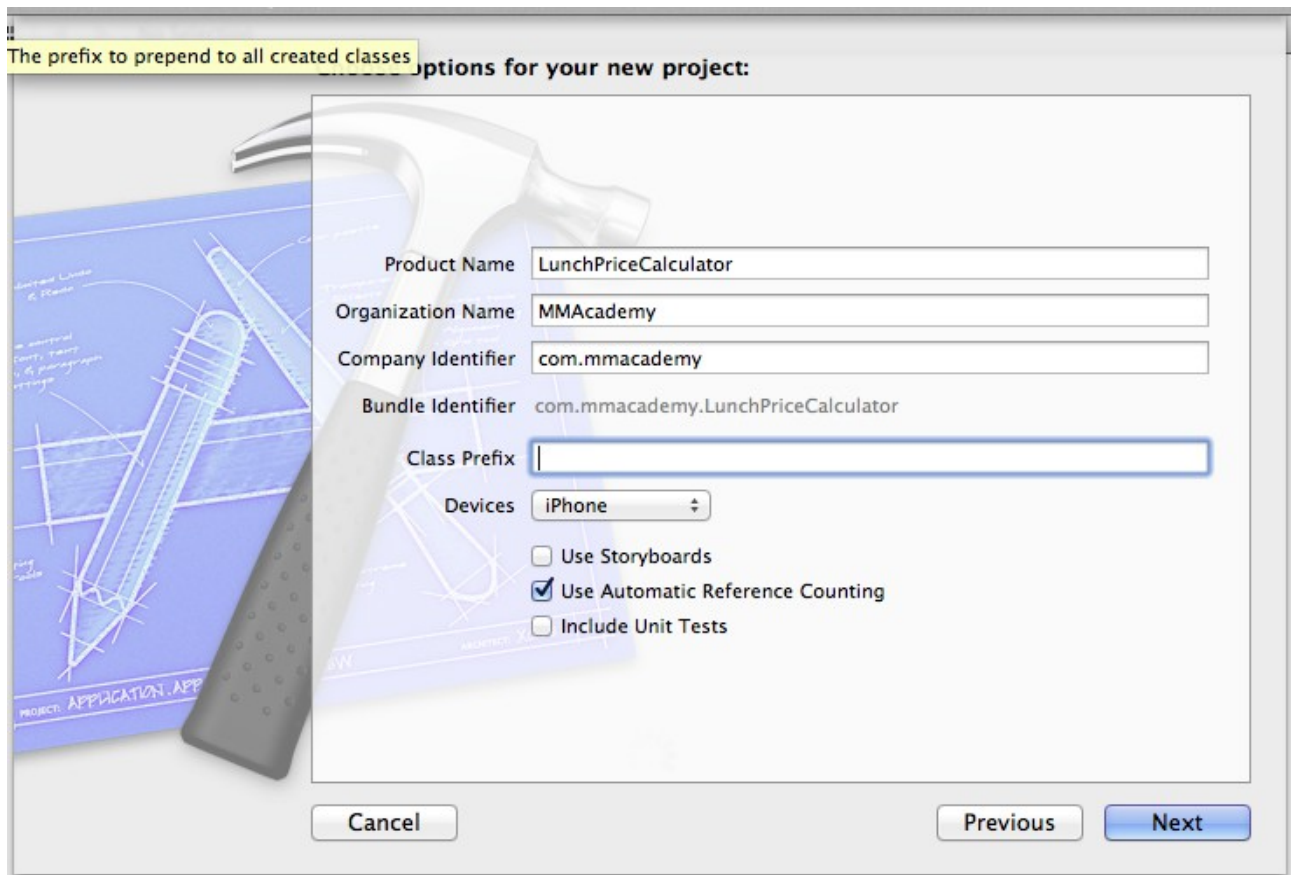 The prefix to prepend to all created classes
options for your new project:
Product Name LunchPriceCalculator
Organization Name MMAcademy
Company Identifier com.mmacademy
Bundle Identifier com.mmacademy.LunchPriceCalculator
Class Prefix
Devices iPhone
Use Storyboards
Use Automatic Reference Counting
Include Unit Tests
PROJECT: APPLICATION.APP
Cancel
Previous
Next